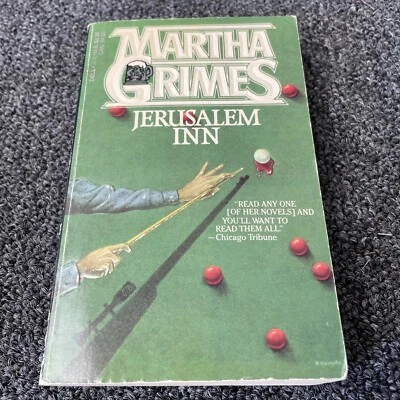 MARTHA
GRIMES
JERUSALEM
INN
"READ ANY ONE
[OF HER NOVELS] AND
YOU'LL WANT TO
READ THEM ALL."
—Chicago Tribune